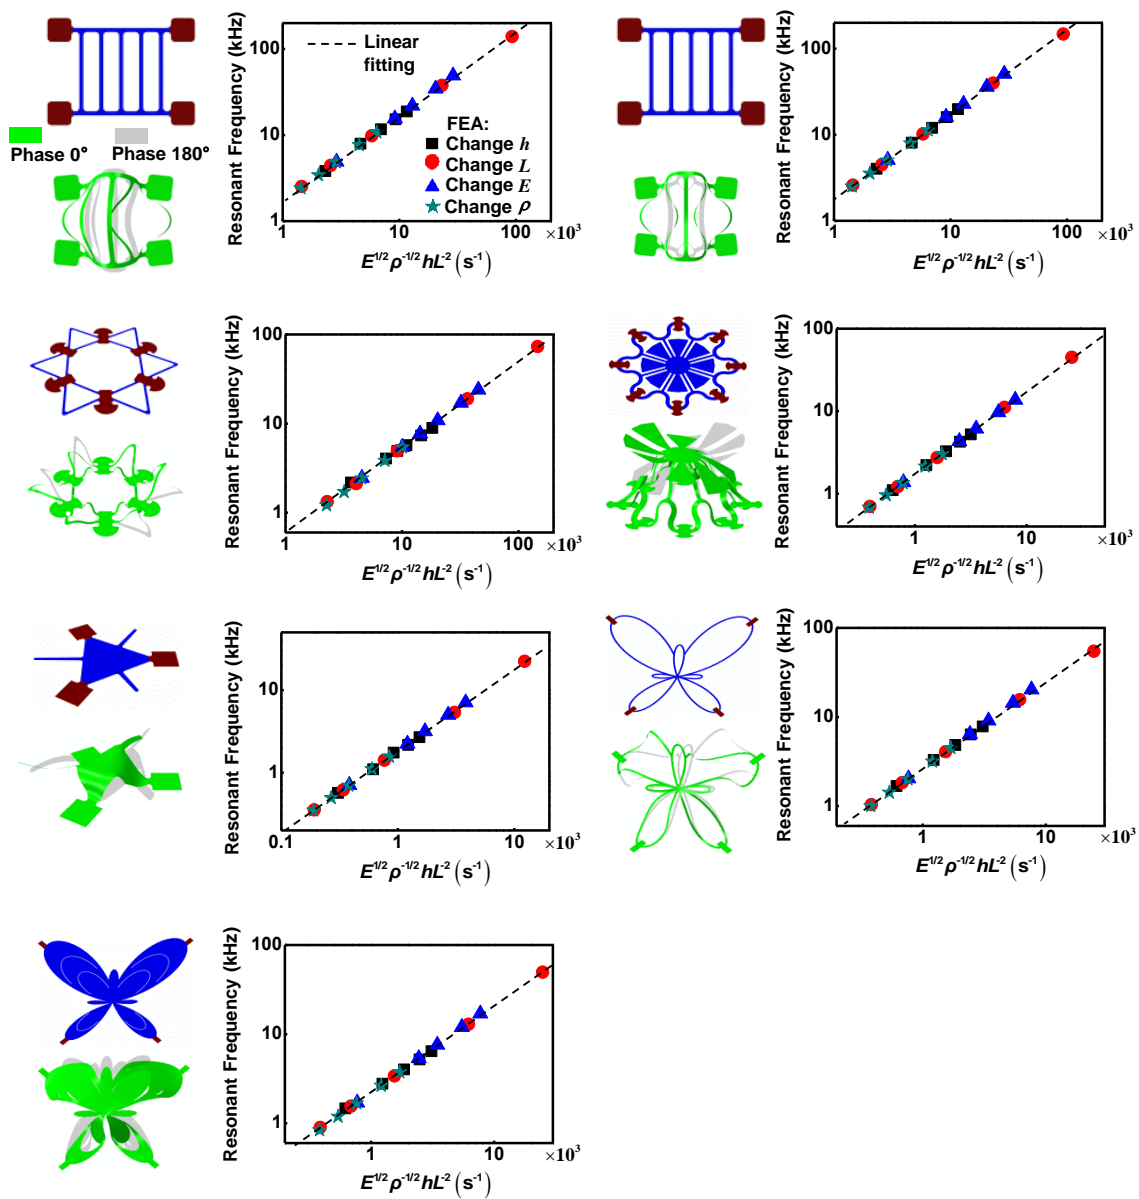 Resonant Frequency (kHz)
100
10
1
Linear
fitting
FEA:
Change h
Change L
Change E
Change ρ
1 10 100 ×10³
E^1/2 ρ^-1/2 hL^-2 (s^-1)
Phase 0° Phase 180°
Resonant Frequency (kHz)
100
10
1
1 10 100 ×10³
E^1/2 ρ^-1/2 hL^-2 (s^-1)
Resonant Frequency (kHz)
100
10
1
1 10 100 ×10³
E^1/2 ρ^-1/2 hL^-2 (s^-1)
Resonant Frequency (kHz)
100
10
1
1 10 ×10³
E^1/2 ρ^-1/2 hL^-2 (s^-1)
Resonant Frequency (kHz)
10
1
0.1 1 10 ×10³
E^1/2 ρ^-1/2 hL^-2 (s^-1)
Resonant Frequency (kHz)
100
10
1
1 10 ×10³
E^1/2 ρ^-1/2 hL^-2 (s^-1)
Resonant Frequency (kHz)
100
10
1
1 10 ×10³
E^1/2 ρ^-1/2 hL^-2 (s^-1)